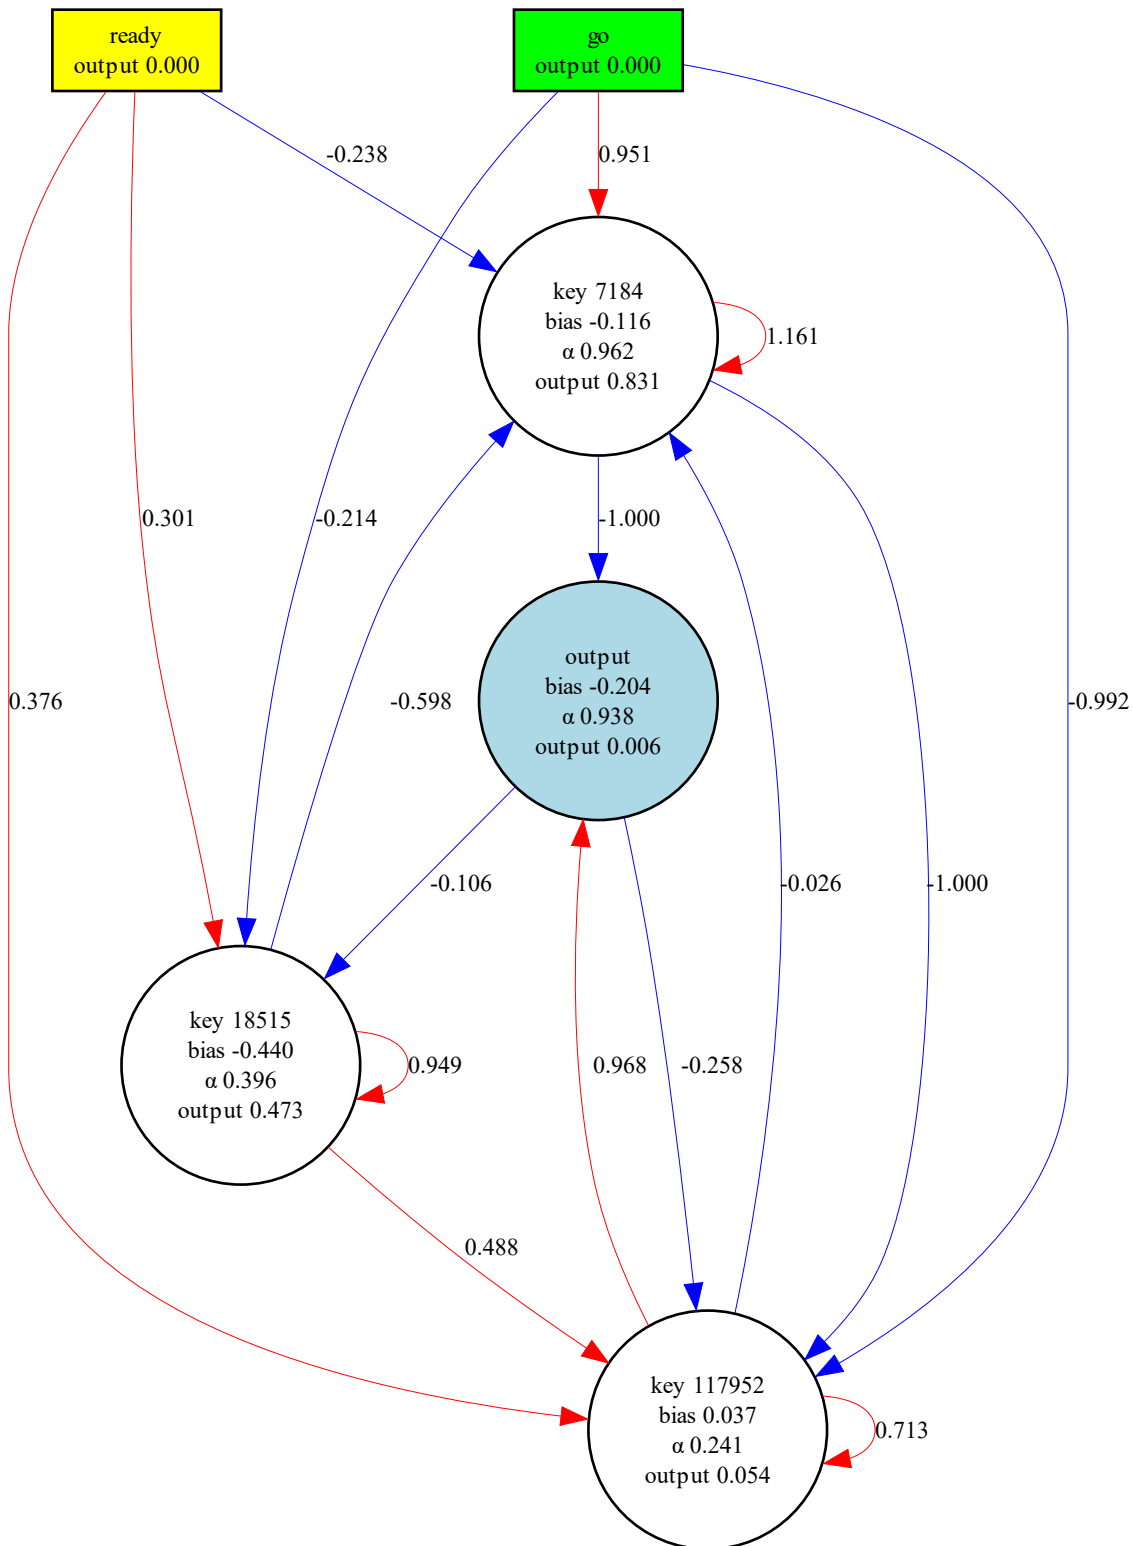 ready
output 0.000
go
output 0.000
-0.238
0.951
key 7184
bias -0.116
α 0.962
output 0.831
1.161
0.301
-0.214
-1.000
output
bias -0.204
α 0.938
output 0.006
0.376
-0.598
-0.992
-0.106
-0.026
-1.000
key 18515
bias -0.440
α 0.396
output 0.473
0.949
0.968
-0.258
0.488
key 117952
bias 0.037
α 0.241
output 0.054
0.713